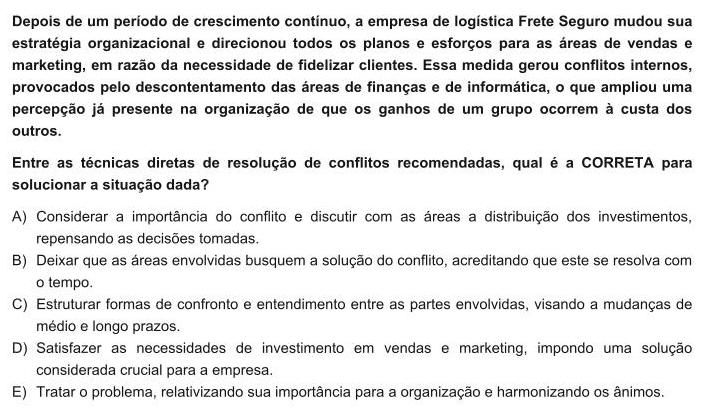 Depois de um período de crescimento contínuo, a empresa de logística Frete Seguro mudou sua
estratégia organizacional e direcionou todos os planos e esforços para as áreas de vendas e
marketing, em razão da necessidade de fidelizar clientes. Essa medida gerou conflitos internos,
provocados pelo descontentamento das áreas de finanças e de informática, o que ampliou uma
percepção já presente na organização de que os ganhos de um grupo ocorrem à custa dos
outros.
Entre as técnicas diretas de resolução de conflitos recomendadas, qual é a CORRETA para
solucionar a situação dada?
A) Considerar a importância do conflito e discutir com as áreas a distribuição dos investimentos,
repensando as decisões tomadas.
B) Deixar que as áreas envolvidas busquem a solução do conflito, acreditando que este se resolva com
o tempo.
C) Estruturar formas de confronto e entendimento entre as partes envolvidas, visando a mudanças de
médio e longo prazos.
D) Satisfazer as necessidades de investimento em vendas e marketing, impondo uma solução
considerada crucial para a empresa.
E) Tratar o problema, relativizando sua importância para a organização e harmonizando os ânimos.